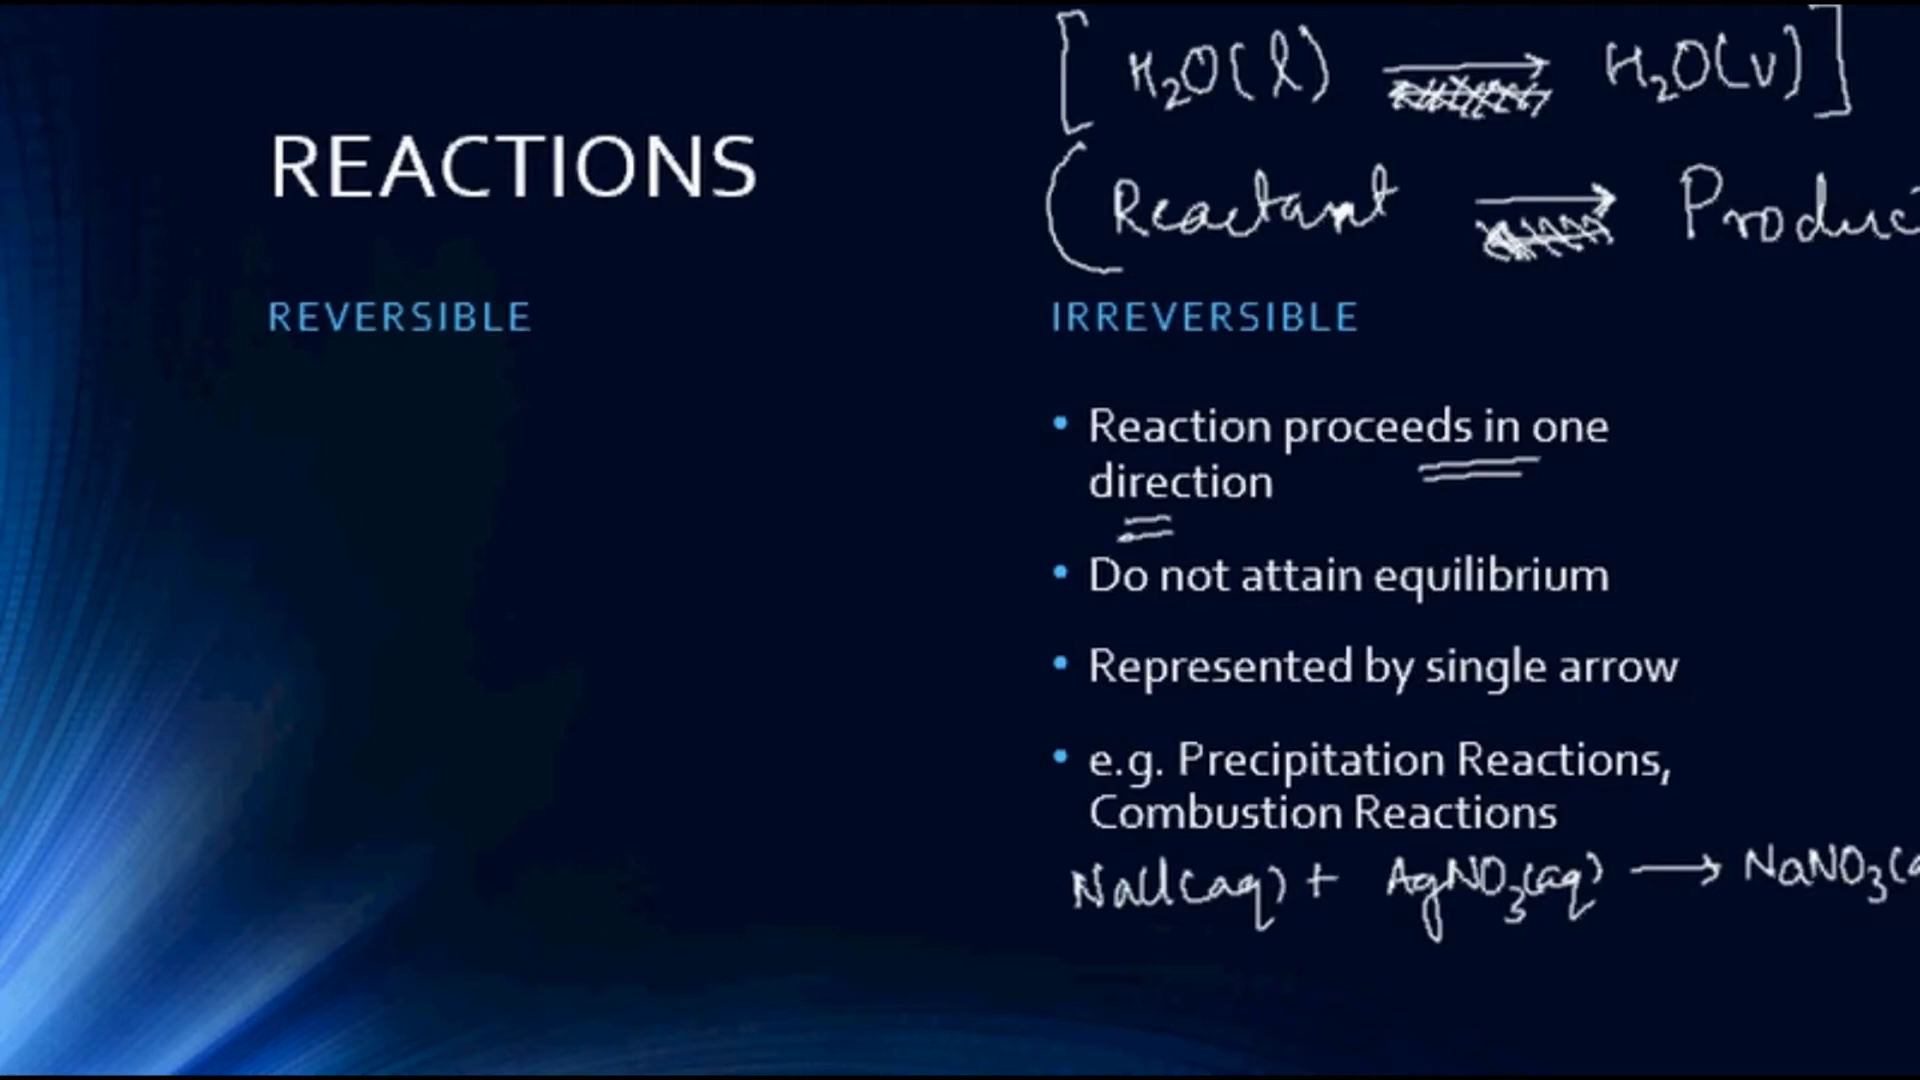 [ H₂O(l) → H₂O(v) ]
REACTIONS
(Reactant → Produc
REVERSIBLE
IRREVERSIBLE
• Reaction proceeds in one
direction
• Do not attain equilibrium
• Represented by single arrow
• e.g. Precipitation Reactions,
Combustion Reactions
NaCl(aq) + AgNO₃(aq) → NaNO₃(a